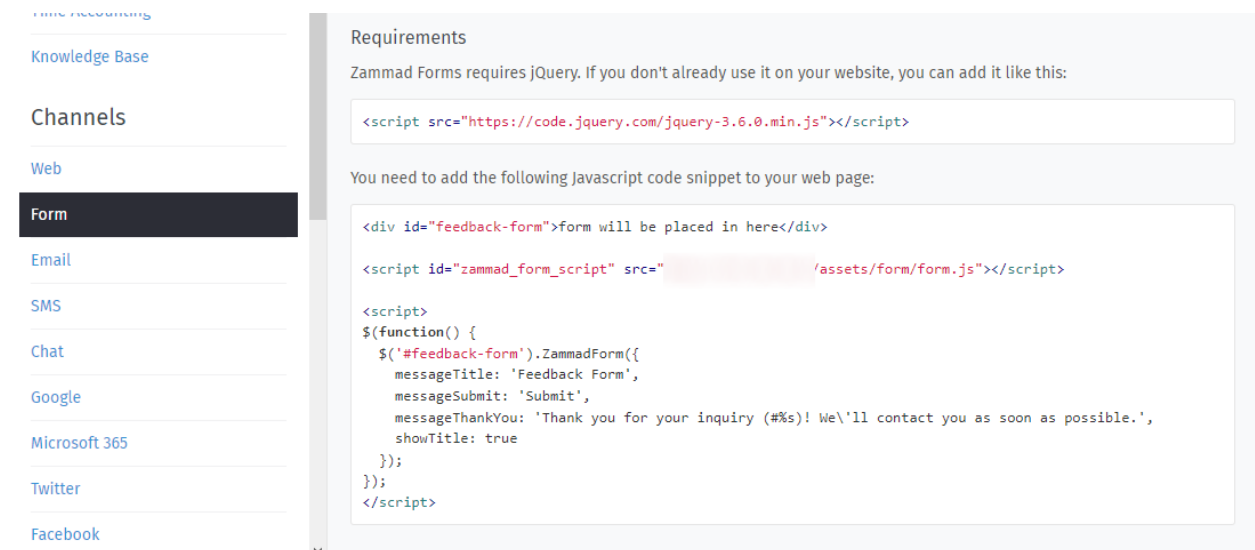 Time Accounting
Knowledge Base
Channels
Web
Form
Email
SMS
Chat
Google
Microsoft 365
Twitter
Facebook
Requirements
Zammad Forms requires jQuery. If you don't already use it on your website, you can add it like this:
<script src="https://code.jquery.com/jquery-3.6.0.min.js"></script>
You need to add the following Javascript code snippet to your web page:
<div id="feedback-form">form will be placed in here</div>
<script id="zammad_form_script" src=" /assets/form/form.js"></script>
<script>
$(function() {
  $('#feedback-form').ZammadForm({
    messageTitle: 'Feedback Form',
    messageSubmit: 'Submit',
    messageThankYou: 'Thank you for your inquiry (#%s)! We\'ll contact you as soon as possible.',
    showTitle: true
  });
});
</script>